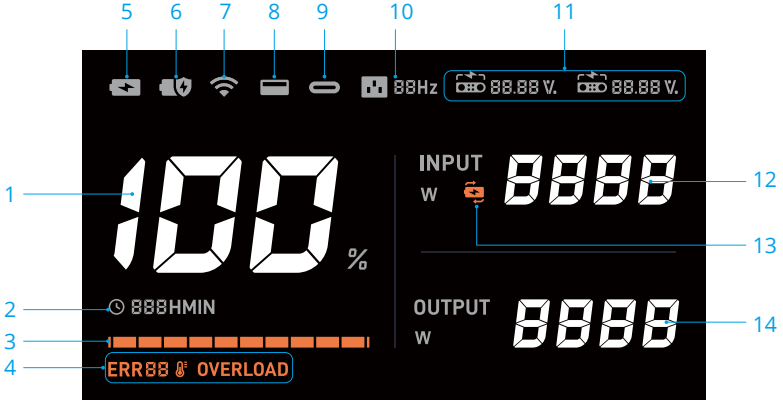 5 6 7 8 9 10 11
88Hz 88.88 V. 88.88 V.
1 100 %
INPUT
W 8888 12
13
2 888HMIN
3
4 ERR88 OVERLOAD
OUTPUT
W 8888 14